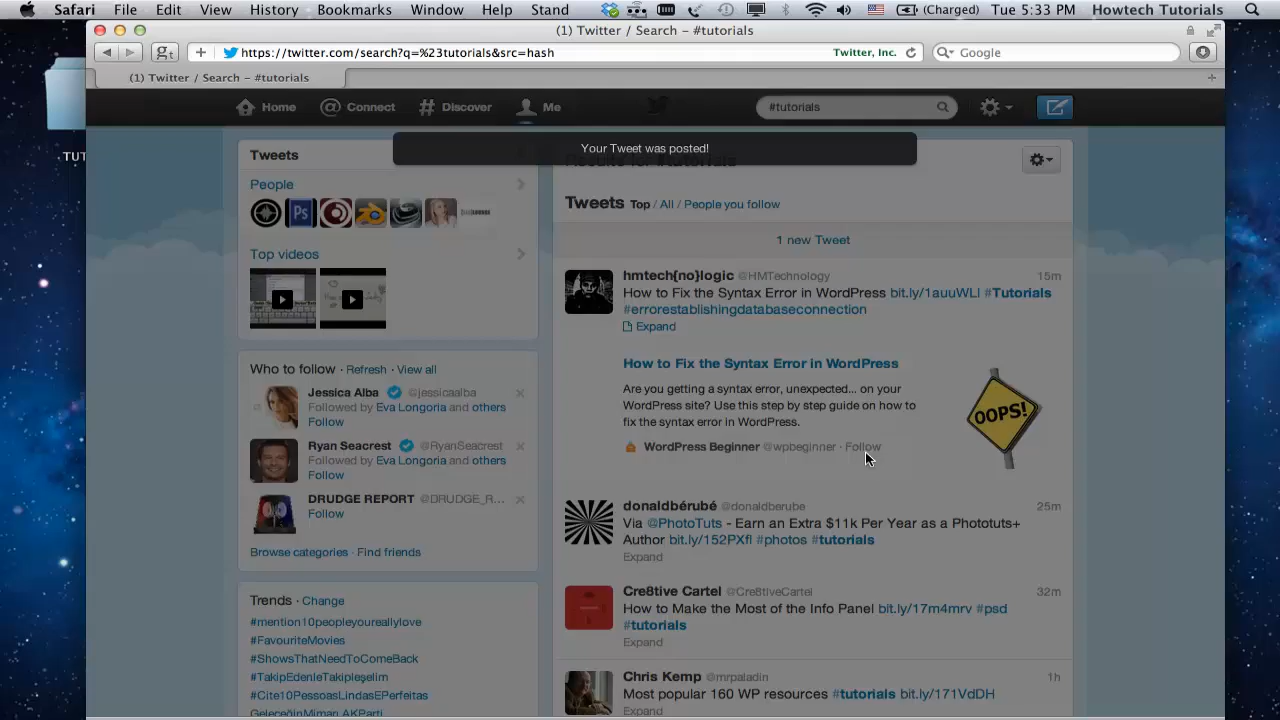 Safari File Edit View History Bookmarks Window Help Stand (Charged) Tue 5:33 PM Howtech Tutorials
(1) Twitter / Search – #tutorials
https://twitter.com/search?q=%23tutorials&src=hash Twitter, Inc. Google
(1) Twitter / Search – #tutorials
Home Connect Discover Me #tutorials
Your Tweet was posted!
Tweets
People
Top videos
Who to follow · Refresh · View all
Jessica Alba @jessicaalba
Followed by Eva Longoria and others
Follow
Ryan Seacrest @RyanSeacrest
Followed by Eva Longoria and others
Follow
DRUDGE REPORT @DRUDGE_R...
Follow
Browse categories · Find friends
Trends · Change
#mention10peopleyoureallylove
#FavouriteMovies
#ShowsThatNeedToComeBack
#TakipEdenleTakipleşelim
#Cite10PessoasLindasEPerfeitas
GeleceğinMimarı AKParti
Results for #tutorials
Tweets Top / All / People you follow
1 new Tweet
hmtech{no}logic @HMTechnology 15m
How to Fix the Syntax Error in WordPress bit.ly/1auuWLl #Tutorials
#errorestablishingdatabaseconnection
Expand
How to Fix the Syntax Error in WordPress
Are you getting a syntax error, unexpected... on your
WordPress site? Use this step by step guide on how to
fix the syntax error in WordPress.
WordPress Beginner @wpbeginner · Follow
OOPS!
donaldbérubé @donaldberube 25m
Via @PhotoTuts - Earn an Extra $11k Per Year as a Phototuts+
Author bit.ly/152PXfl #photos #tutorials
Expand
Cre8tive Cartel @Cre8tiveCartel 32m
How to Make the Most of the Info Panel bit.ly/17m4mrv #psd
#tutorials
Expand
Chris Kemp @mrpaladin 1h
Most popular 160 WP resources #tutorials bit.ly/171VdDH
Expand
TUT